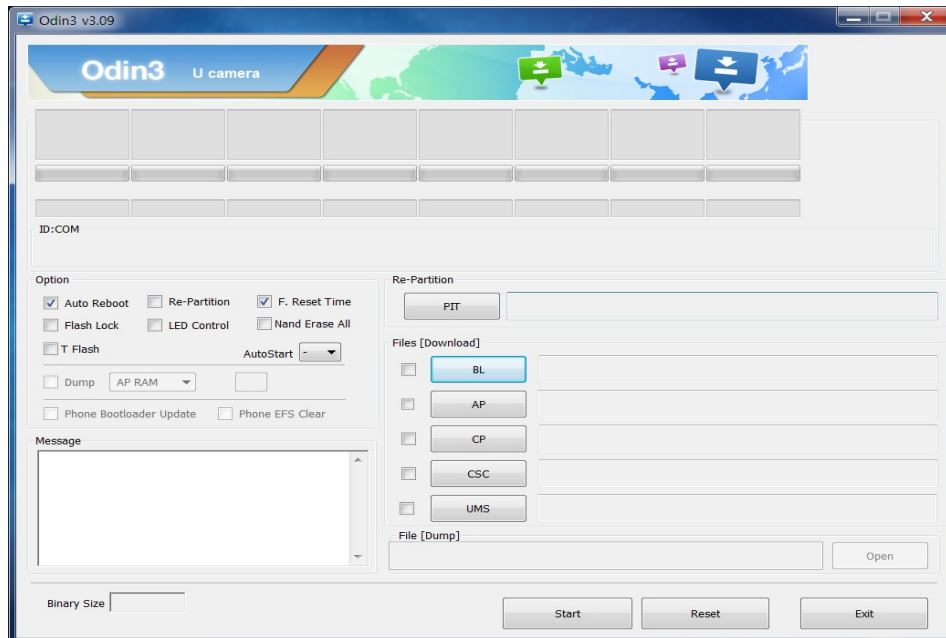 Odin3 v3.09
Odin3 U camera
ID:COM
Option
Auto Reboot Re-Partition F. Reset Time
Flash Lock LED Control Nand Erase All
T Flash AutoStart -
Dump AP RAM
Phone Bootloader Update Phone EFS Clear
Message
Binary Size
Re-Partition
PIT
Files [Download]
BL
AP
CP
CSC
UMS
File [Dump]
Open
Start Reset Exit